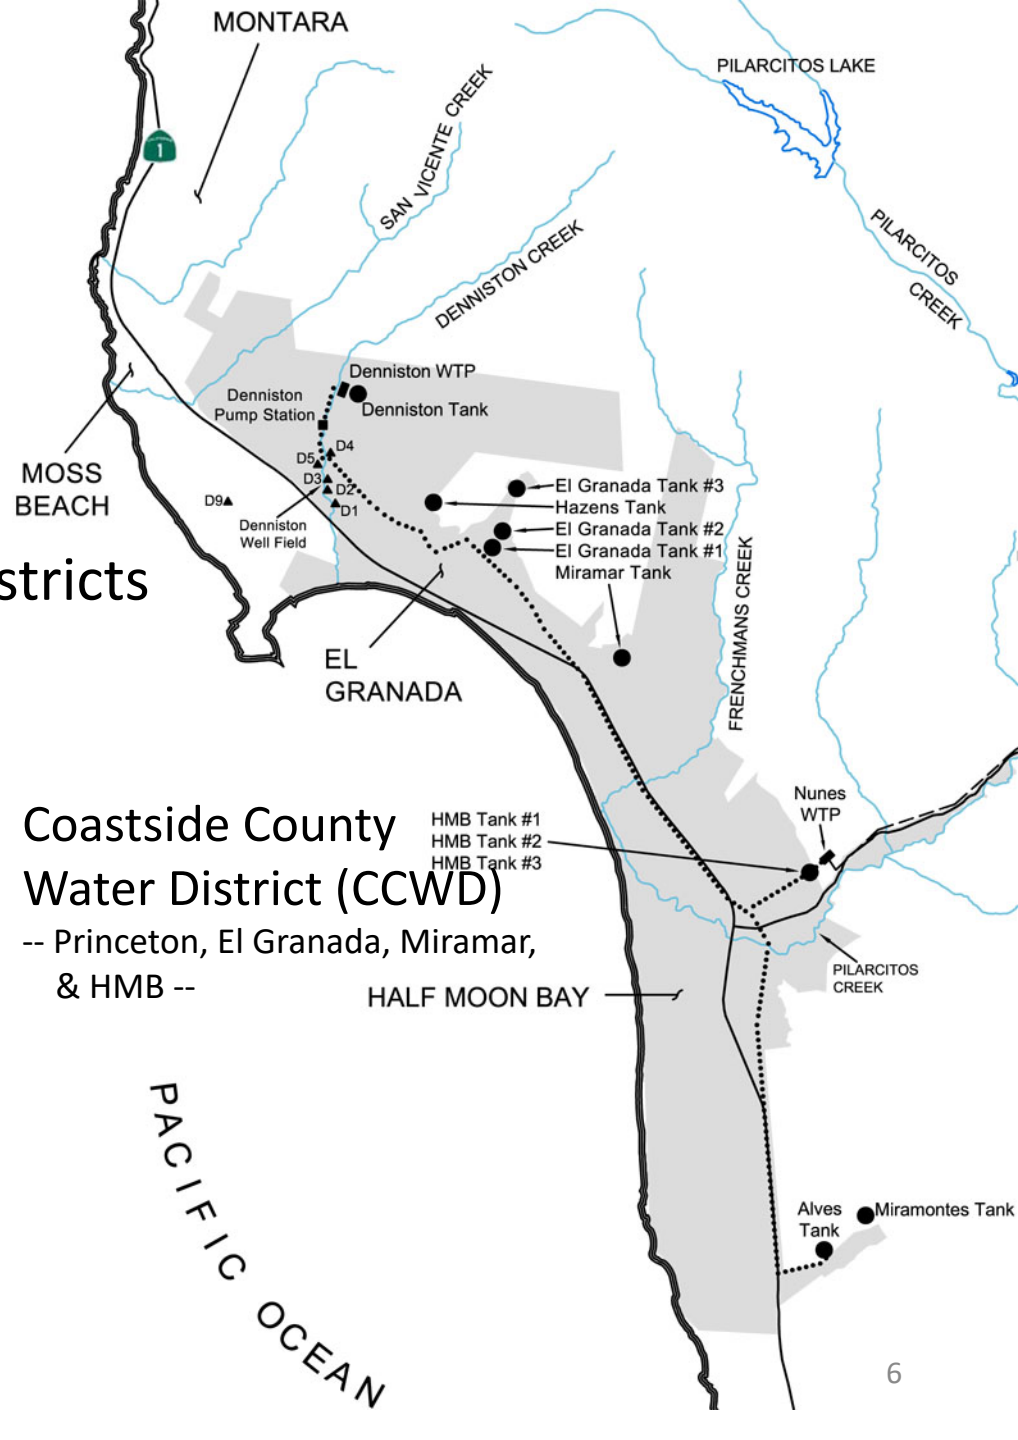 MONTARA
PILARCITOS LAKE
1
SAN VICENTE CREEK
DENNISTON CREEK
PILARCITOS
CREEK
Denniston WTP
Denniston
Pump Station
Denniston Tank
D4
D5
D3
D2
D1
D9
Denniston
Well Field
MOSS
BEACH
El Granada Tank #3
Hazens Tank
El Granada Tank #2
El Granada Tank #1
Miramar Tank
FRENCHMANS CREEK
stricts
EL
GRANADA
Nunes
WTP
Coastside County
Water District (CCWD)
-- Princeton, El Granada, Miramar,
& HMB --
HMB Tank #1
HMB Tank #2
HMB Tank #3
PILARCITOS
CREEK
HALF MOON BAY
PACIFIC OCEAN
Alves
Tank
Miramontes Tank
6